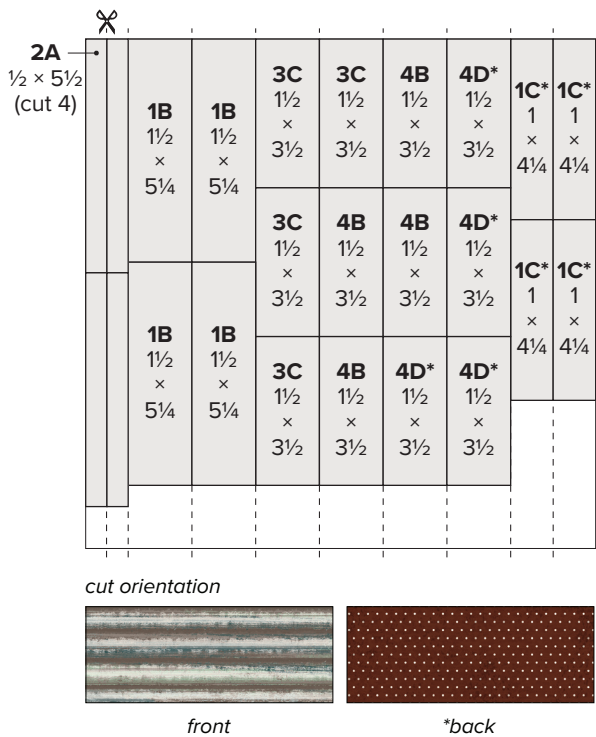 2A
½ × 5½
(cut 4)
1B
1½
×
5¼
1B
1½
×
5¼
3C
1½
×
3½
3C
1½
×
3½
4B
1½
×
3½
4D*
1½
×
3½
1C*
1
×
4¼
1C*
1
×
4¼
3C
1½
×
3½
4B
1½
×
3½
4B
1½
×
3½
4D*
1½
×
3½
1C*
1
×
4¼
1C*
1
×
4¼
1B
1½
×
5¼
1B
1½
×
5¼
3C
1½
×
3½
4B
1½
×
3½
4D*
1½
×
3½
4D*
1½
×
3½
cut orientation
front
*back